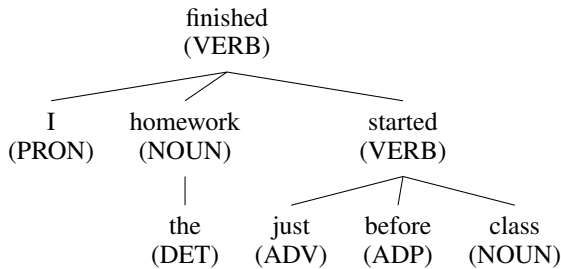 finished
(VERB)
I homework started
(PRON) (NOUN) (VERB)
the just before class
(DET) (ADV) (ADP) (NOUN)